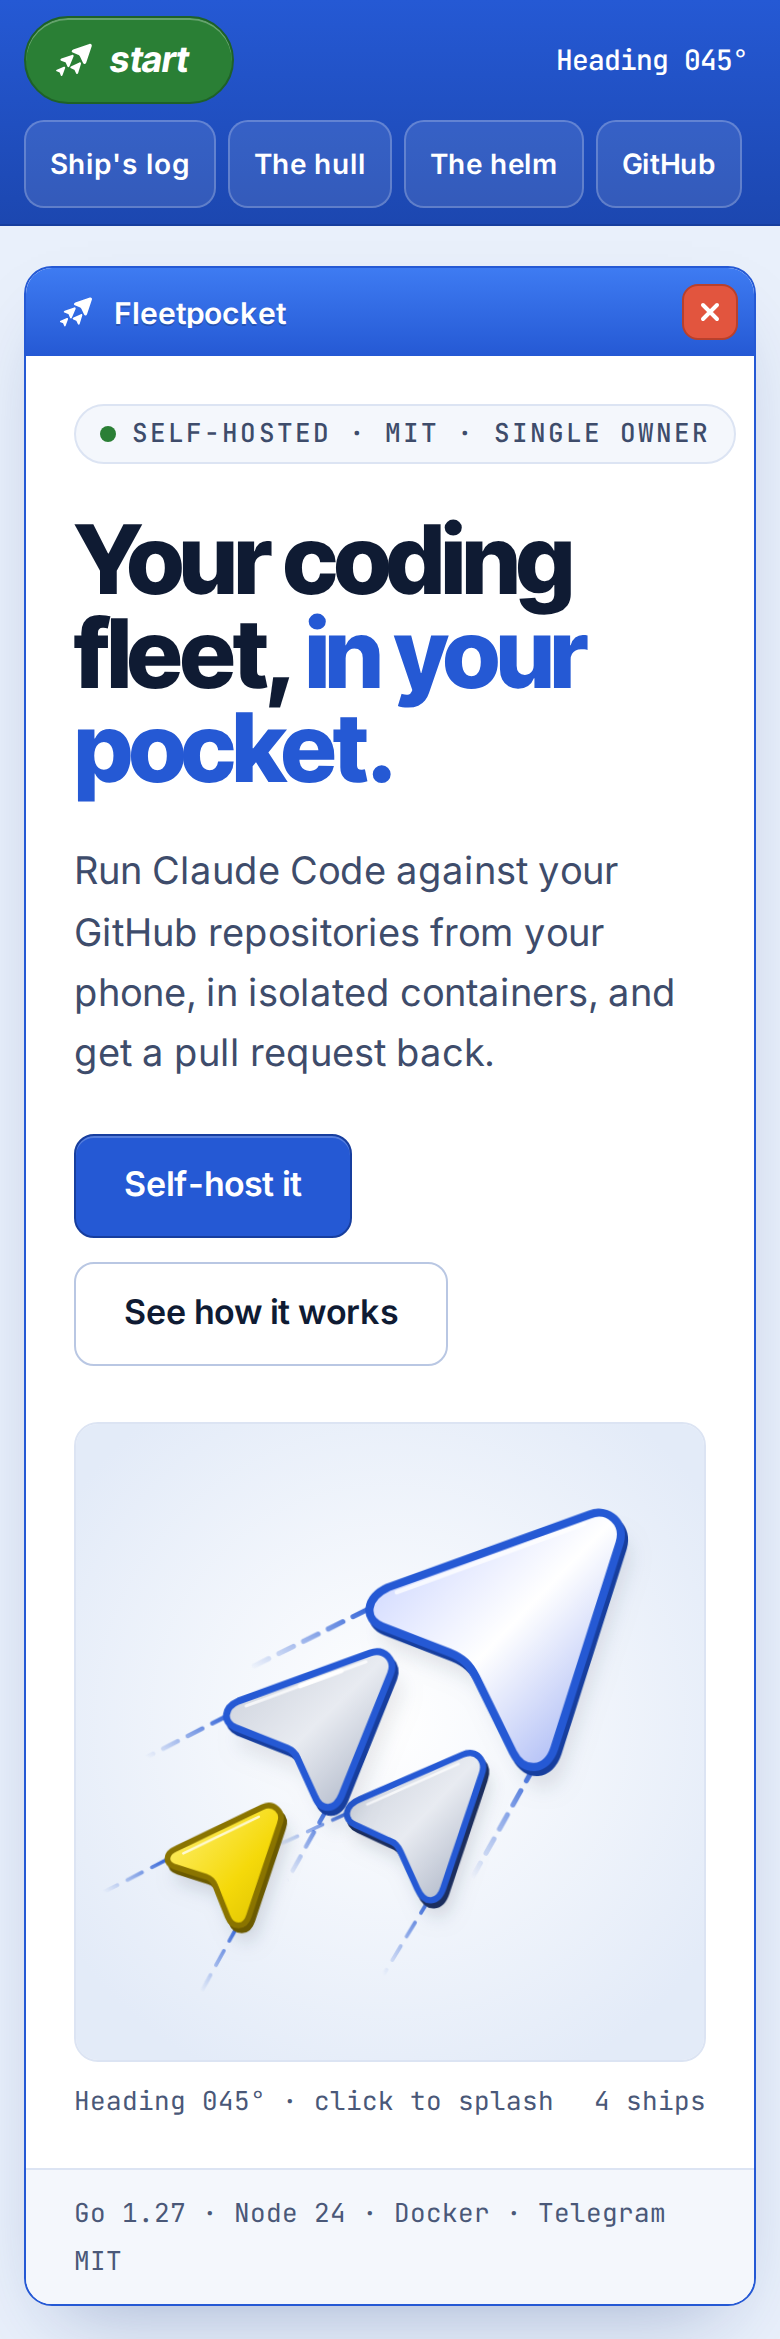 start
Heading 045°
Ship's log
The hull
The helm
GitHub
Fleetpocket
SELF-HOSTED · MIT · SINGLE OWNER
Your coding
fleet, in your
pocket.
Run Claude Code against your
GitHub repositories from your
phone, in isolated containers, and
get a pull request back.
Self-host it
See how it works
Heading 045° · click to splash
4 ships
Go 1.27 · Node 24 · Docker · Telegram
MIT